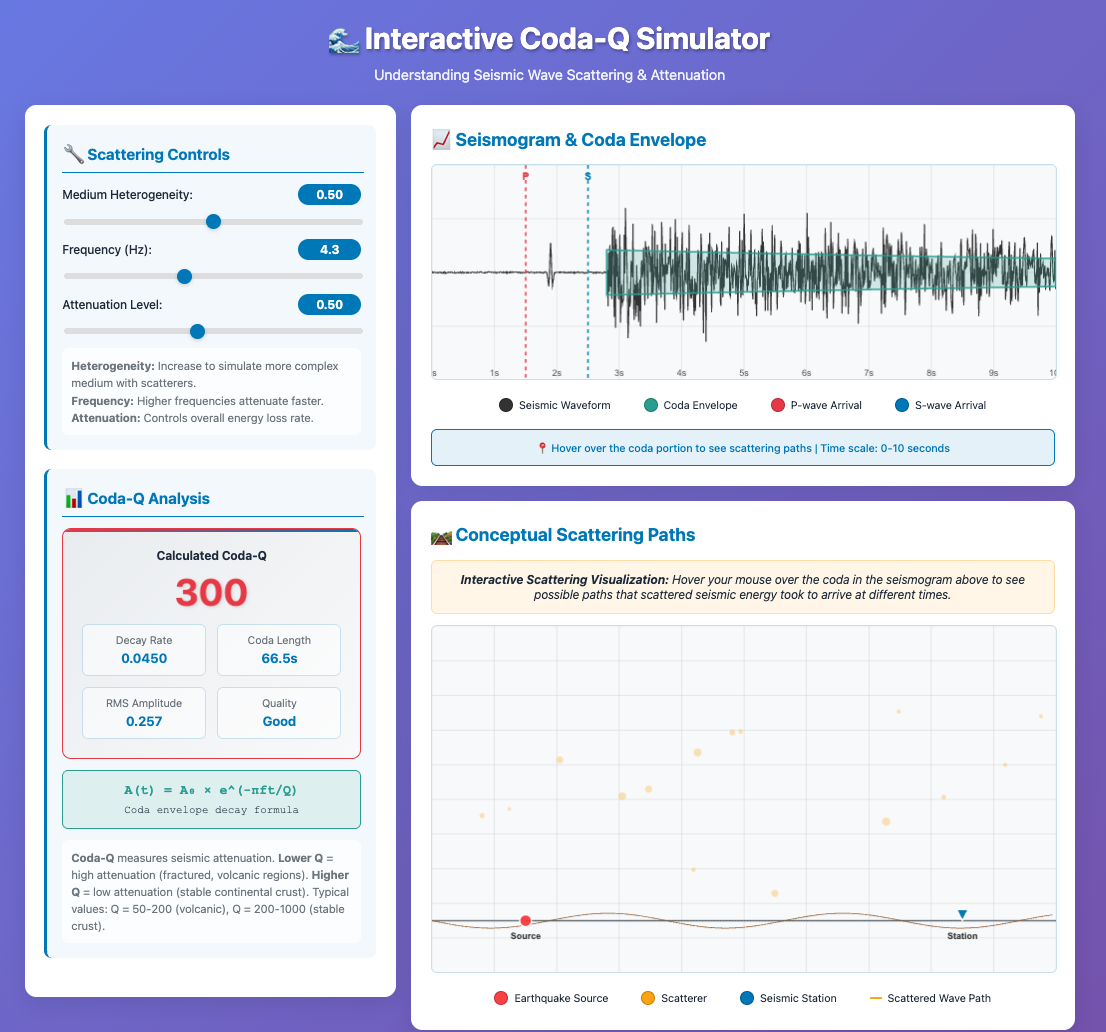 🌊 Interactive Coda-Q Simulator
Understanding Seismic Wave Scattering & Attenuation
🔧 Scattering Controls
Medium Heterogeneity: 0.50
Frequency (Hz): 4.3
Attenuation Level: 0.50
Heterogeneity: Increase to simulate more complex
medium with scatterers.
Frequency: Higher frequencies attenuate faster.
Attenuation: Controls overall energy loss rate.
📊 Coda-Q Analysis
Calculated Coda-Q
300
Decay Rate
0.0450
Coda Length
66.5s
RMS Amplitude
0.257
Quality
Good
A(t) = A₀ × e^(-πft/Q)
Coda envelope decay formula
Coda-Q measures seismic attenuation. Lower Q =
high attenuation (fractured, volcanic regions). Higher
Q = low attenuation (stable continental crust). Typical
values: Q = 50-200 (volcanic), Q = 200-1000 (stable
crust).
📈 Seismogram & Coda Envelope
P S
s 1s 2s 3s 4s 5s 6s 7s 8s 9s 10
Seismic Waveform Coda Envelope P-wave Arrival S-wave Arrival
📍 Hover over the coda portion to see scattering paths | Time scale: 0-10 seconds
🛤️ Conceptual Scattering Paths
Interactive Scattering Visualization: Hover your mouse over the coda in the seismogram above to see
possible paths that scattered seismic energy took to arrive at different times.
Source Station
Earthquake Source Scatterer Seismic Station Scattered Wave Path